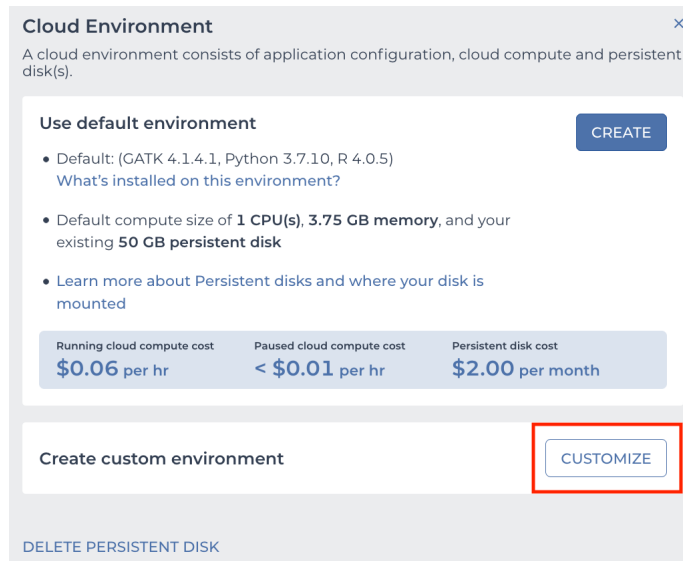 Cloud Environment
×
A cloud environment consists of application configuration, cloud compute and persistent
disk(s).
Use default environment
CREATE
• Default: (GATK 4.1.4.1, Python 3.7.10, R 4.0.5)
What's installed on this environment?
• Default compute size of 1 CPU(s), 3.75 GB memory, and your
existing 50 GB persistent disk
• Learn more about Persistent disks and where your disk is
mounted
Running cloud compute cost
$0.06 per hr
Paused cloud compute cost
< $0.01 per hr
Persistent disk cost
$2.00 per month
Create custom environment
CUSTOMIZE
DELETE PERSISTENT DISK